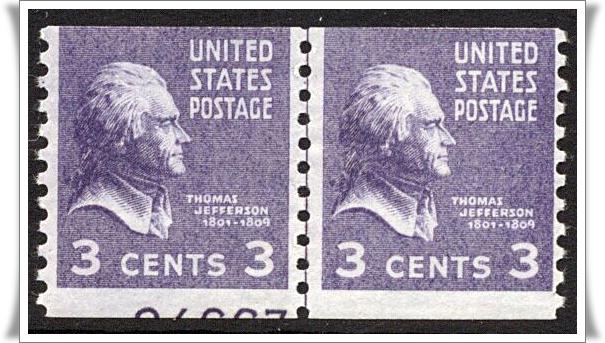 UNITED
STATES
POSTAGE
THOMAS
JEFFERSON
1801-1809
3 CENTS 3
UNITED
STATES
POSTAGE
THOMAS
JEFFERSON
1801-1809
3 CENTS 3